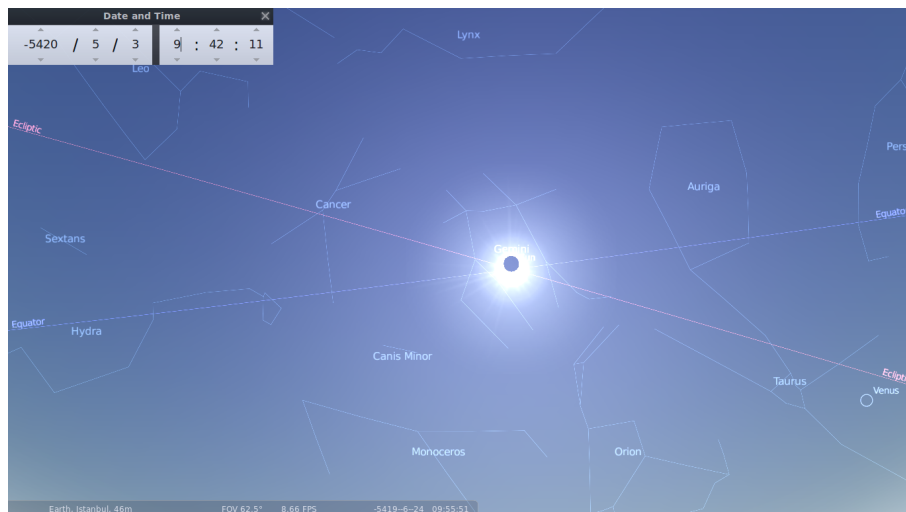 Date and Time
-5420 / 5 / 3 9 : 42 : 11
Lynx
Leo
Ecliptic
Pers
Auriga
Cancer
Equato
Sextans
Gemini
Equator
Hydra
Canis Minor
Eclipti
Taurus
Venus
Monoceros
Orion
Earth, Istanbul, 46m FOV 62.5° 8.66 FPS -5419--6--24 09:55:51